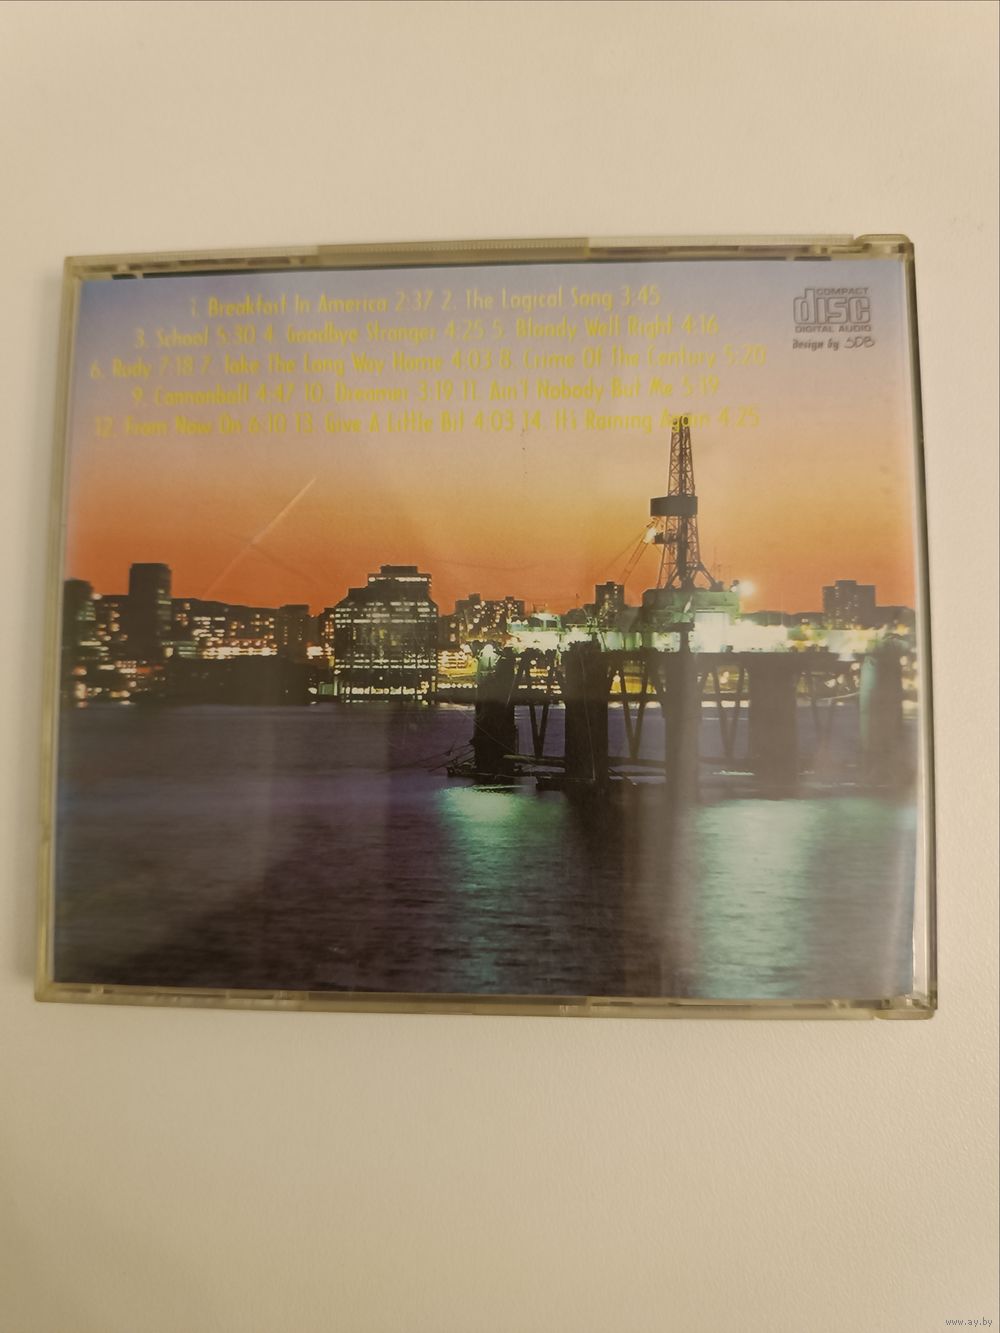 1. Breakfast In America 2:37 2. The Logical Song 3:45
3. School 5:30 4. Goodbye Stranger 4:25 5. Bloody Well Right 4:16
6. Rudy 7:18 7. Take The Long Way Home 4:03 8. Crime Of The Century 5:20
9. Cannonball 4:47 10. Dreamer 3:19 11. Ain't Nobody But Me 5:19
12. From Now On 6:10 13. Give A Little Bit 4:03 14. It's Raining Again 4:25
COMPACT
disc
DIGITAL AUDIO
Design by SDB
www.ay.by